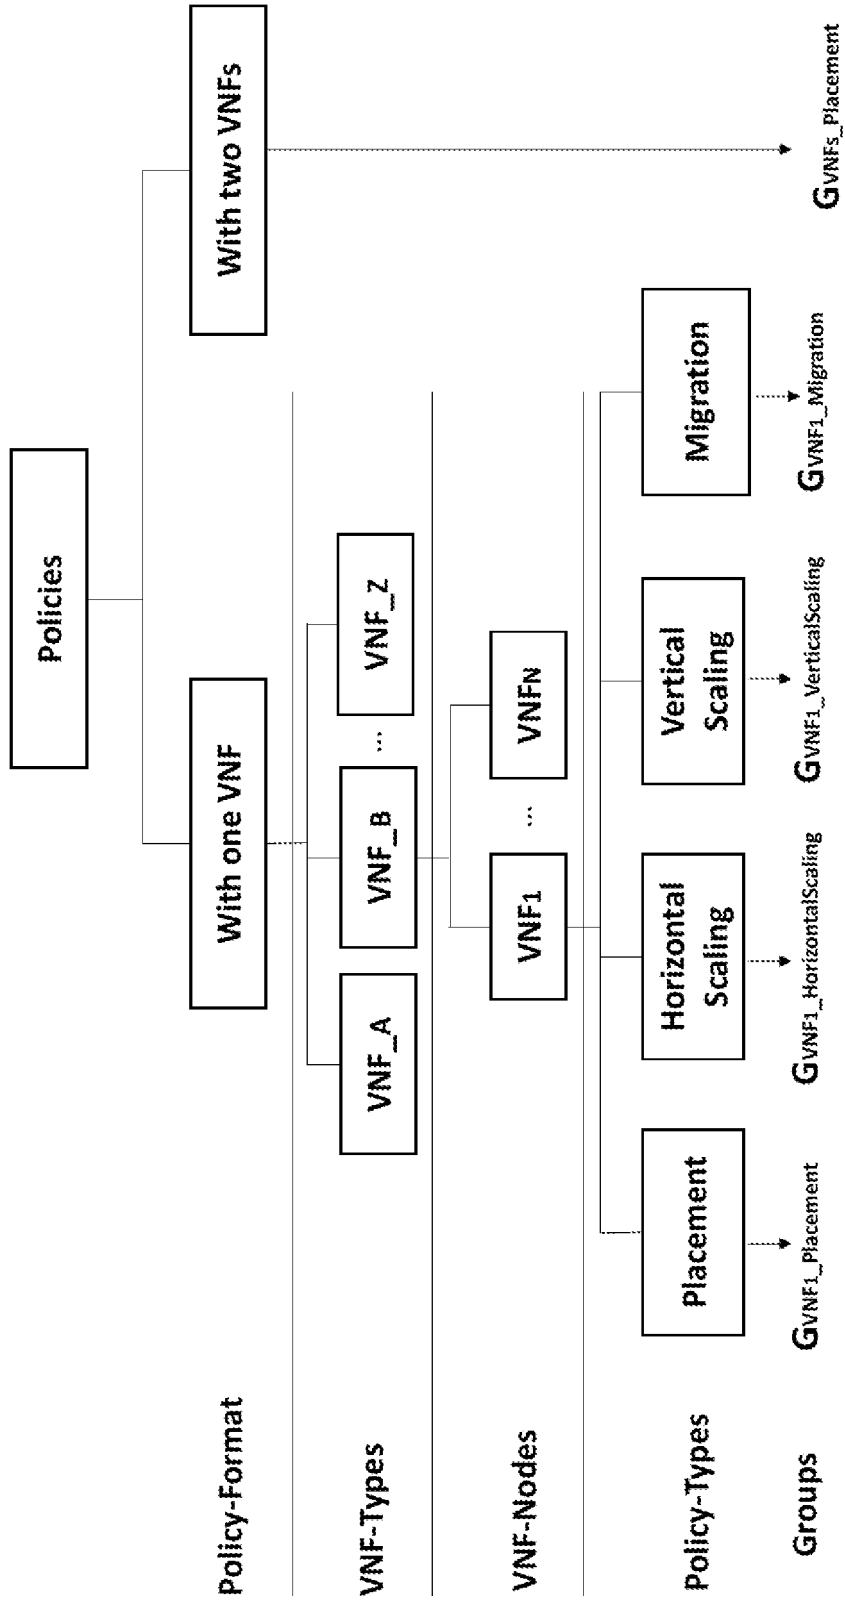 Policies
Policy-Format
With one VNF
With two VNFs
VNF-Types
VNF_A
VNF_B
...
VNF_Z
VNF-Nodes
VNF1
...
VNFN
Policy-Types
Placement
Horizontal
Scaling
Vertical
Scaling
Migration
Groups
GVNF1_Placement
GVNF1_HorizontalScaling
GVNF1_VerticalScaling
GVNF1_Migration
GVNFs_Placement